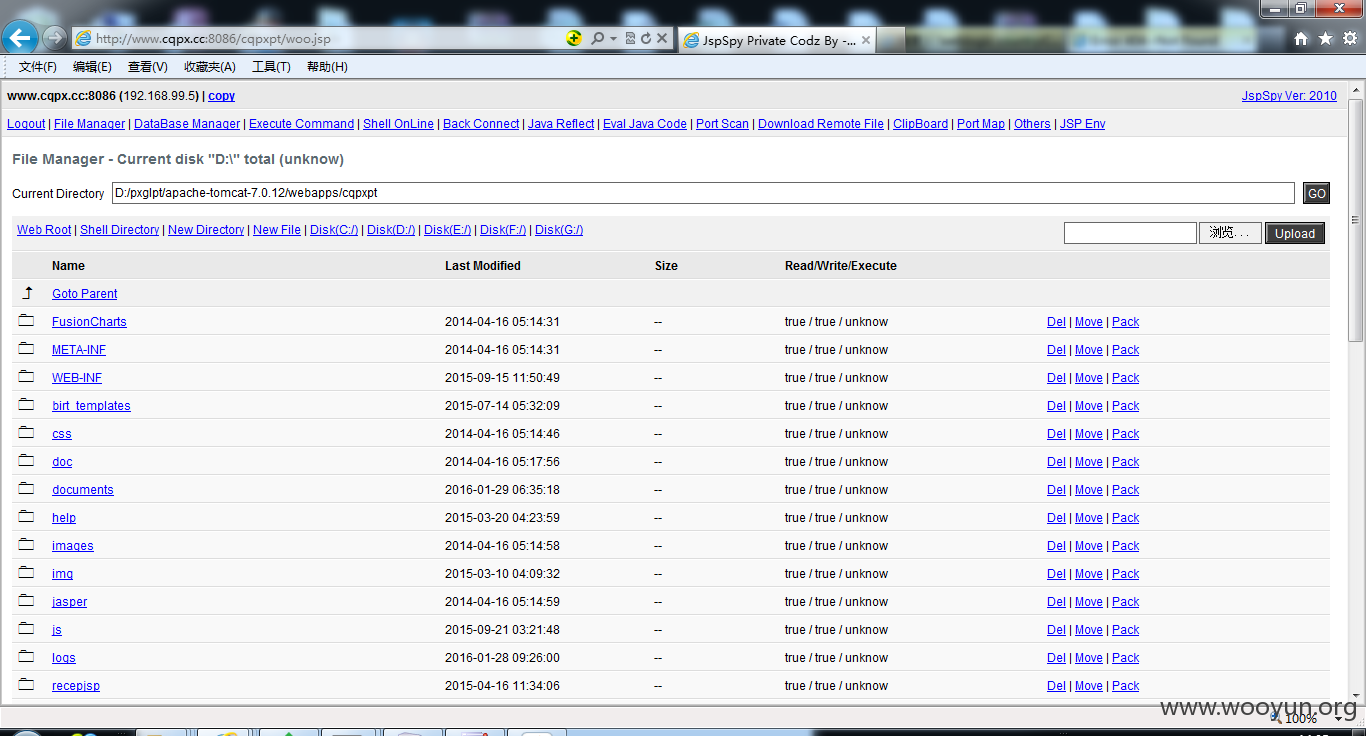 http://www.cqpx.cc:8086/cqpxpt/woo.jsp
JspSpy Private Codz By -...
文件(F) 编辑(E) 查看(V) 收藏夹(A) 工具(T) 帮助(H)
www.cqpx.cc:8086 (192.168.99.5) | copy
JspSpy Ver: 2010
Logout | File Manager | DataBase Manager | Execute Command | Shell OnLine | Back Connect | Java Reflect | Eval Java Code | Port Scan | Download Remote File | ClipBoard | Port Map | Others | JSP Env
File Manager - Current disk "D:\" total (unknow)
Current Directory D:/pxglpt/apache-tomcat-7.0.12/webapps/cqpxpt GO
Web Root | Shell Directory | New Directory | New File | Disk(C:/) | Disk(D:/) | Disk(E:/) | Disk(F:/) | Disk(G:/) 浏览... Upload
Name Last Modified Size Read/Write/Execute
Goto Parent
FusionCharts 2014-04-16 05:14:31 -- true / true / unknow Del | Move | Pack
META-INF 2014-04-16 05:14:31 -- true / true / unknow Del | Move | Pack
WEB-INF 2015-09-15 11:50:49 -- true / true / unknow Del | Move | Pack
birt_templates 2015-07-14 05:32:09 -- true / true / unknow Del | Move | Pack
css 2014-04-16 05:14:46 -- true / true / unknow Del | Move | Pack
doc 2014-04-16 05:17:56 -- true / true / unknow Del | Move | Pack
documents 2016-01-29 06:35:18 -- true / true / unknow Del | Move | Pack
help 2015-03-20 04:23:59 -- true / true / unknow Del | Move | Pack
images 2014-04-16 05:14:58 -- true / true / unknow Del | Move | Pack
img 2015-03-10 04:09:32 -- true / true / unknow Del | Move | Pack
jasper 2014-04-16 05:14:59 -- true / true / unknow Del | Move | Pack
js 2015-09-21 03:21:48 -- true / true / unknow Del | Move | Pack
logs 2016-01-28 09:26:00 -- true / true / unknow Del | Move | Pack
recepjsp 2015-04-16 11:34:06 -- true / true / unknow Del | Move | Pack
www.wooyun.org
100%